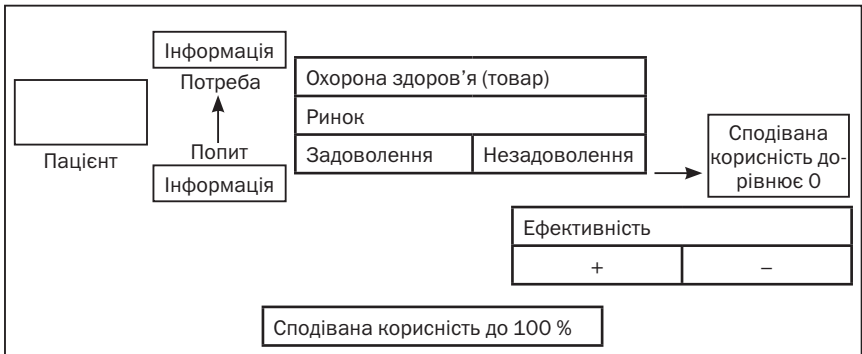 Інформація
Потреба
Попит
Інформація
Пацієнт
Охорона здоров’я (товар)
Ринок
Задоволення
Незадоволення
Сподівана
корисність до-
рівнює 0
Ефективність
+
–
Сподівана корисність до 100 %